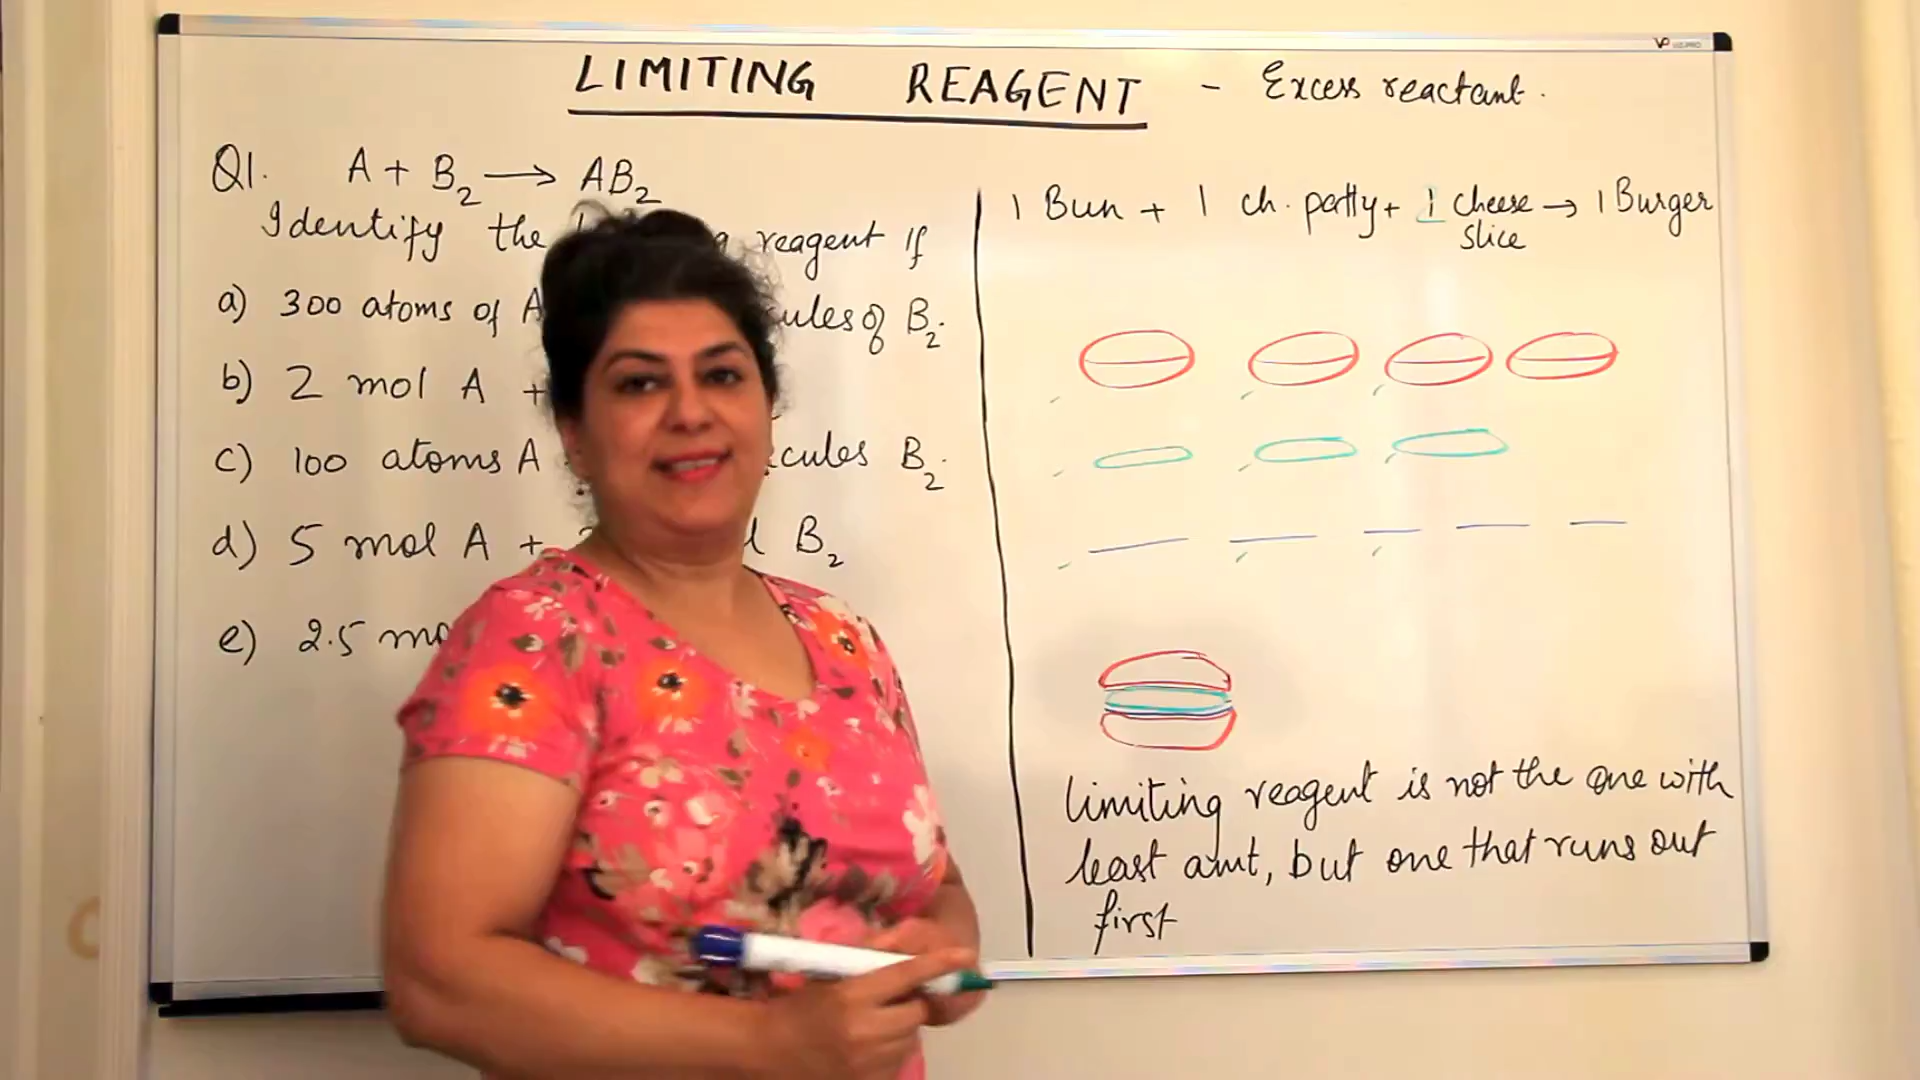 LIMITING REAGENT - Excess reactant.
Q1. A + B2 → AB2
Identify the reagent if
a) 300 atoms of A of B2.
b) 2 mol A +
c) 100 atoms A B2
d) 5 mol A + B2
e) 2.5
1 Bun + 1 ch. patty + 1 cheese → 1 Burger
slice
limiting reagent is not the one with
least amt, but one that runs out
first